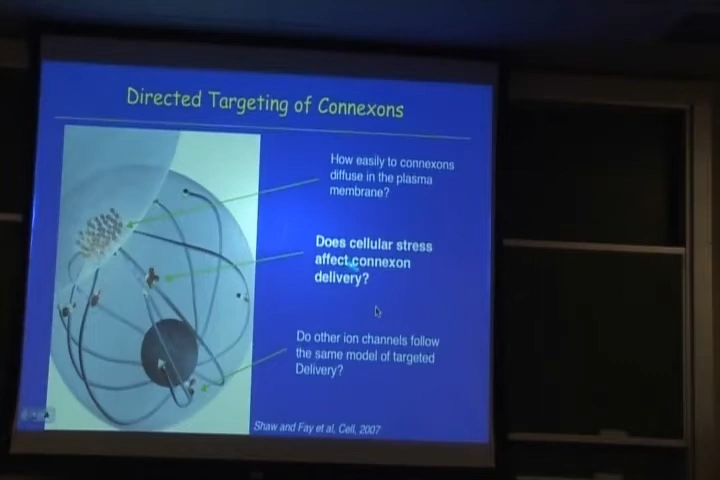 Directed Targeting of Connexons
How easily to connexons
diffuse in the plasma
membrane?
Does cellular stress
affect connexon
delivery?
Do other ion channels follow
the same model of targeted
Delivery?
Shaw and Fay et al, Cell, 2007